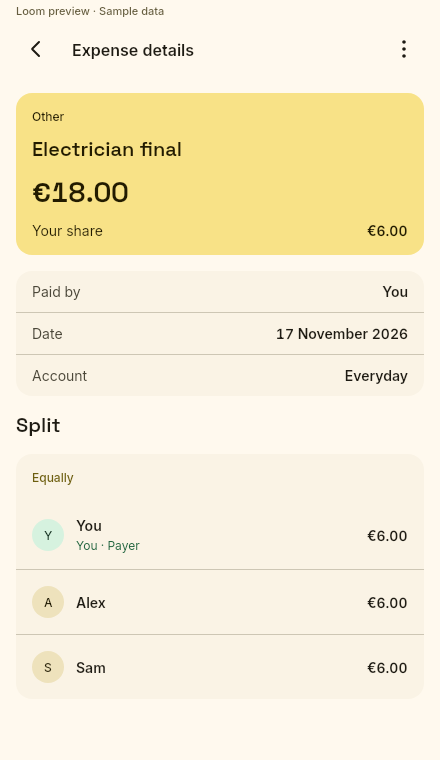 Loom preview · Sample data
Expense details
Other
Electrician final
€18.00
Your share €6.00
Paid by You
Date 17 November 2026
Account Everyday
Split
Equally
Y You €6.00
You · Payer
A Alex €6.00
S Sam €6.00